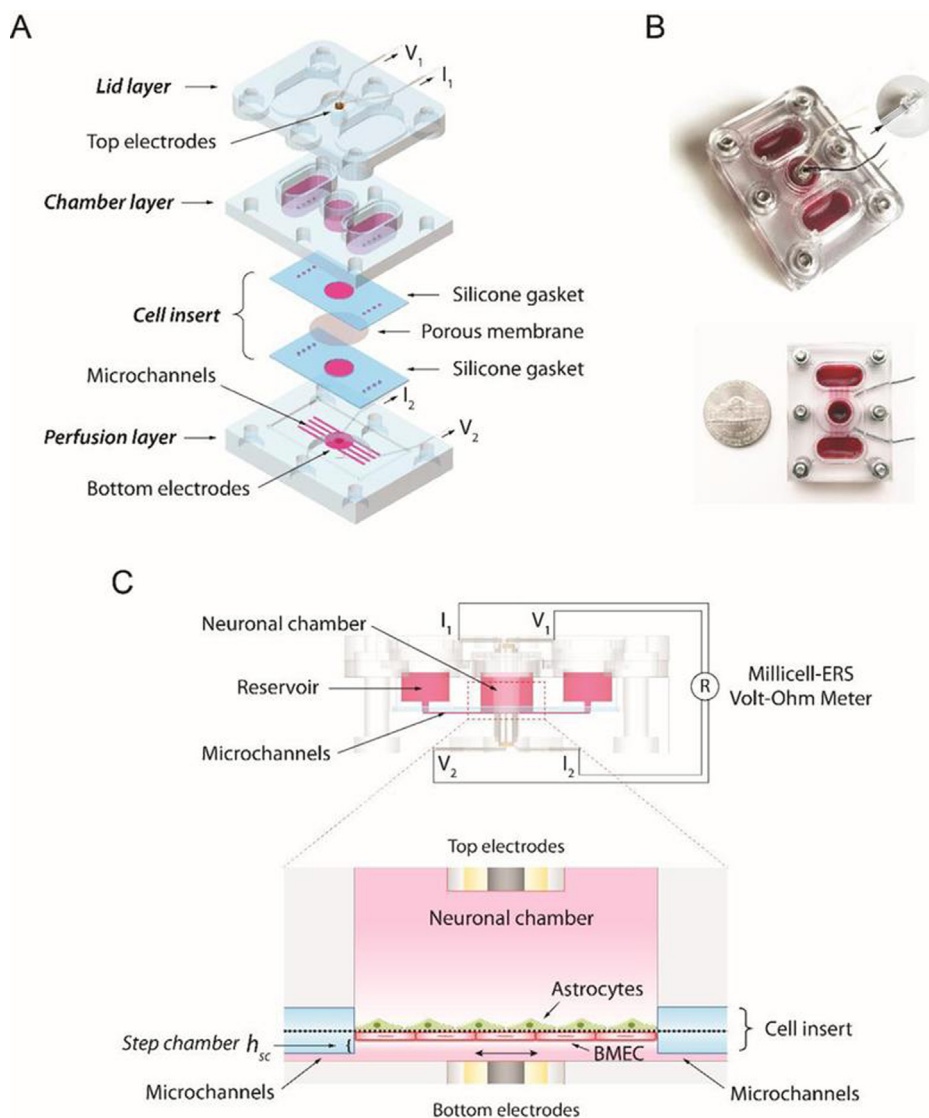 A
Lid layer
V1
I1
Top electrodes
Chamber layer
Cell insert
Silicone gasket
Porous membrane
Silicone gasket
Microchannels
I2
Perfusion layer
V2
Bottom electrodes
B
C
Neuronal chamber
I1
V1
Reservoir
R
Millicell-ERS
Volt-Ohm Meter
Microchannels
V2
I2
Top electrodes
Neuronal chamber
Astrocytes
Cell insert
Step chamber hsc
BMEC
Microchannels
Microchannels
Bottom electrodes